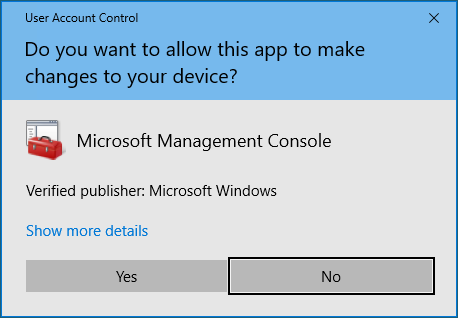 User Account Control
Do you want to allow this app to make
changes to your device?
Microsoft Management Console
Verified publisher: Microsoft Windows
Show more details
Yes
No